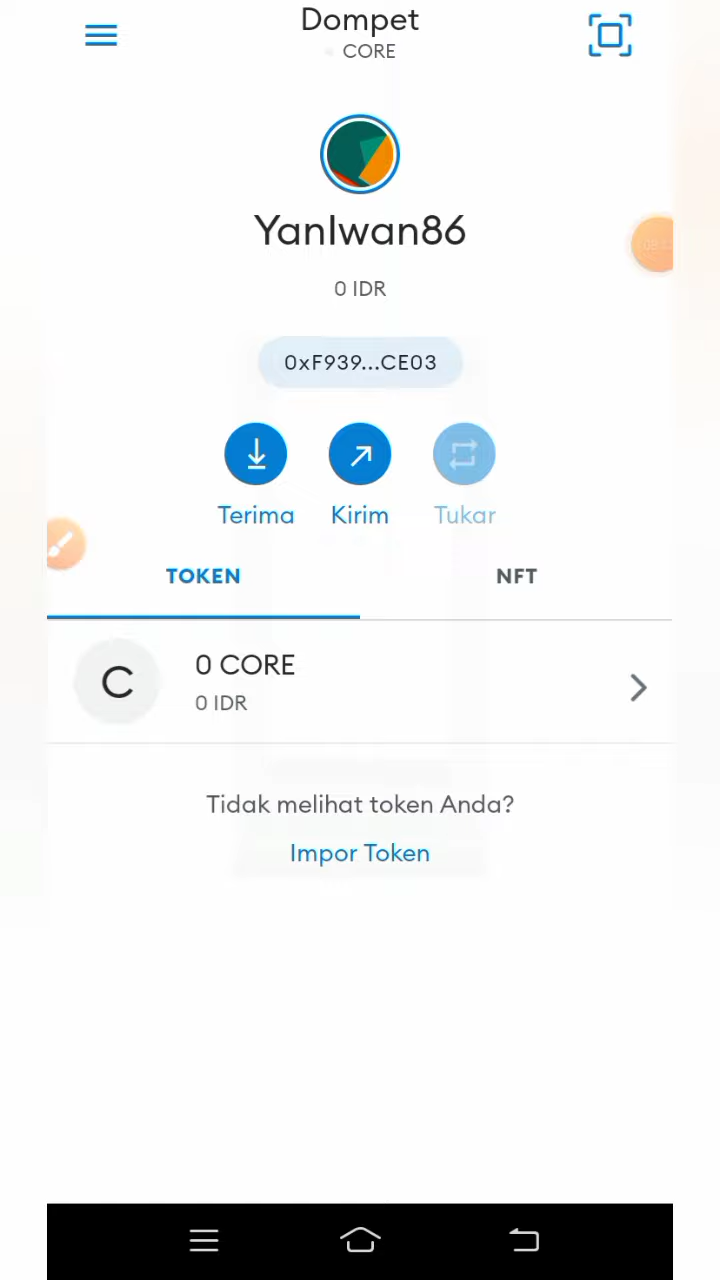 Dompet
CORE
YanIwan86
0 IDR
0xF939...CE03
Terima
Kirim
Tukar
TOKEN
NFT
C
0 CORE
0 IDR
Tidak melihat token Anda?
Impor Token